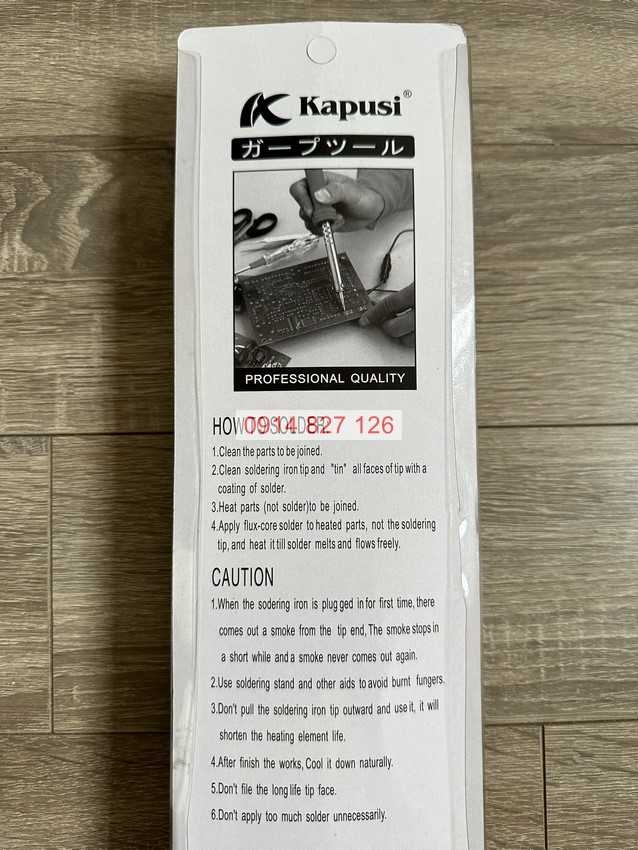 Kapusi®
ガープツール
PROFESSIONAL QUALITY
HOW TO SOLDER:
0914 827 126
1.Clean the parts to be joined.
2.Clean soldering iron tip and "tin" all faces of tip with a
coating of solder.
3.Heat parts (not solder)to be joined.
4.Apply flux-core solder to heated parts, not the soldering
tip, and heat it till solder melts and flows freely.
CAUTION
1.When the sodering iron is plugged in for first time, there
comes out a smoke from the tip end, The smoke stops in
a short while and a smoke never comes out again.
2.Use soldering stand and other aids to avoid burnt fungers.
3.Don't pull the soldering iron tip outward and use it, it will
shorten the heating element life.
4.After finish the works, Cool it down naturally.
5.Don't file the long life tip face.
6.Don't apply too much solder unnecessarily.